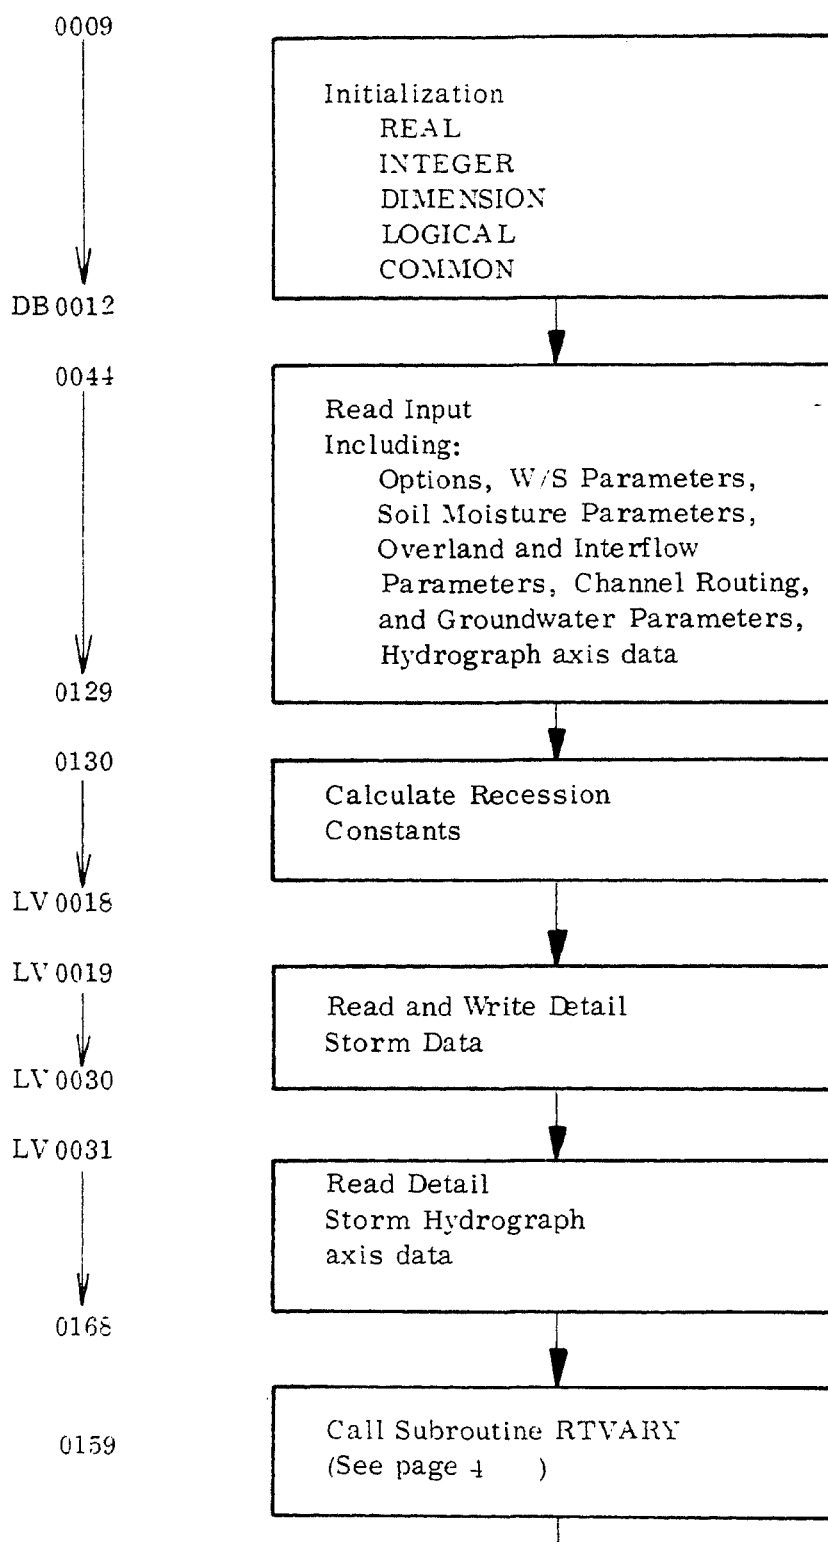 0009
Initialization
REAL
INTEGER
DIMENSION
LOGICAL
COMMON
DB 0012
0044
Read Input
Including:
Options, W/S Parameters,
Soil Moisture Parameters,
Overland and Interflow
Parameters, Channel Routing,
and Groundwater Parameters,
Hydrograph axis data
0129
0130
Calculate Recession
Constants
LV 0018
LV 0019
Read and Write Detail
Storm Data
LV 0030
LV 0031
Read Detail
Storm Hydrograph
axis data
0168
0159
Call Subroutine RTVARY
(See page 4 )